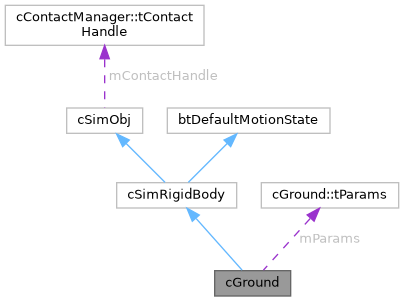 cContactManager::tContact
Handle
mContactHandle
cSimObj
btDefaultMotionState
cSimRigidBody
cGround::tParams
mParams
cGround